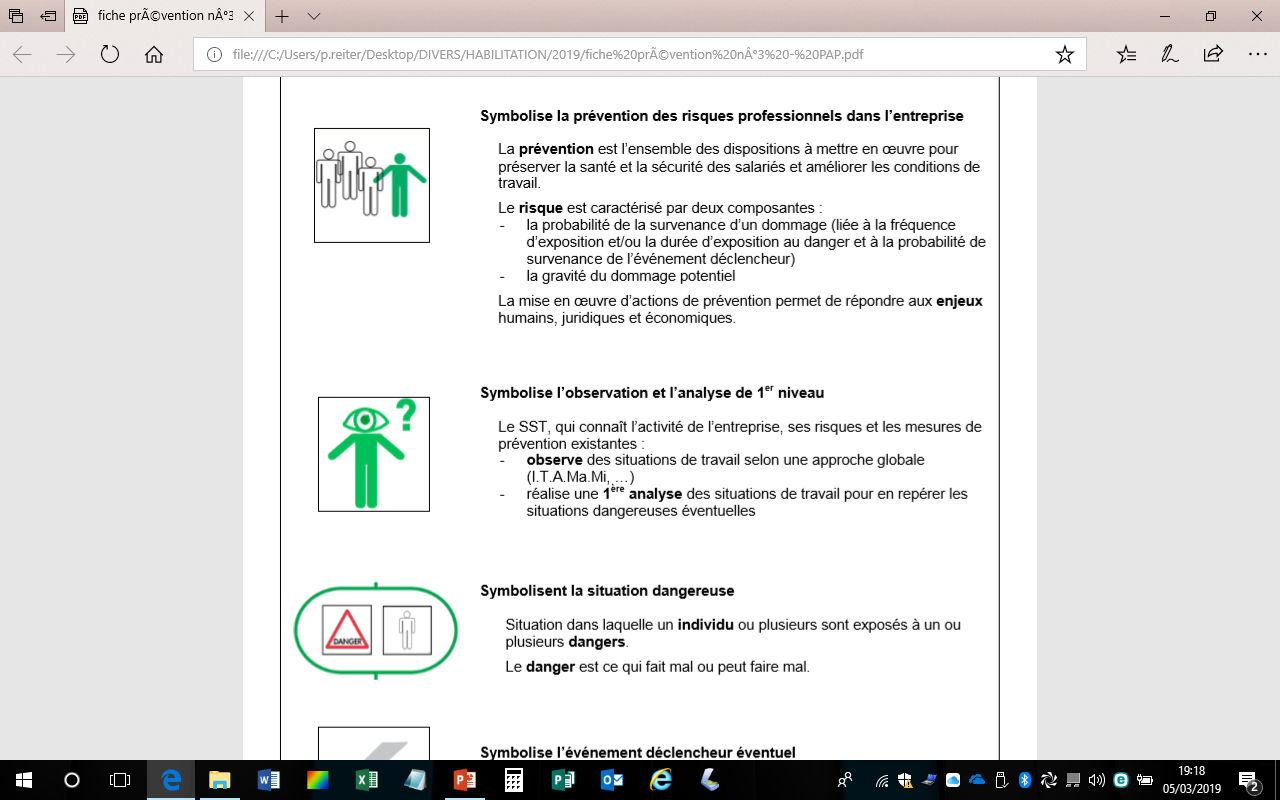 fiche prÃ©vention nÂ°3
file:///C:/Users/p.reiter/Desktop/DIVERS/HABILITATION/2019/fiche%20prÃ©vention%20nÂ°3%20-%20PAP.pdf
Symbolise la prévention des risques professionnels dans l’entreprise
La prévention est l’ensemble des dispositions à mettre en œuvre pour
préserver la santé et la sécurité des salariés et améliorer les conditions de
travail.
Le risque est caractérisé par deux composantes :
- la probabilité de la survenance d’un dommage (liée à la fréquence
d’exposition et/ou la durée d’exposition au danger et à la probabilité de
survenance de l’événement déclencheur)
- la gravité du dommage potentiel
La mise en œuvre d’actions de prévention permet de répondre aux enjeux
humains, juridiques et économiques.
?
Symbolise l’observation et l’analyse de 1er niveau
Le SST, qui connaît l’activité de l’entreprise, ses risques et les mesures de
prévention existantes :
- observe des situations de travail selon une approche globale
(I.T.A.Ma.Mi, …)
- réalise une 1ère analyse des situations de travail pour en repérer les
situations dangereuses éventuelles
DANGER
Symbolisent la situation dangereuse
Situation dans laquelle un individu ou plusieurs sont exposés à un ou
plusieurs dangers.
Le danger est ce qui fait mal ou peut faire mal.
Symbolise l’événement déclencheur éventuel
19:18
05/03/2019
2